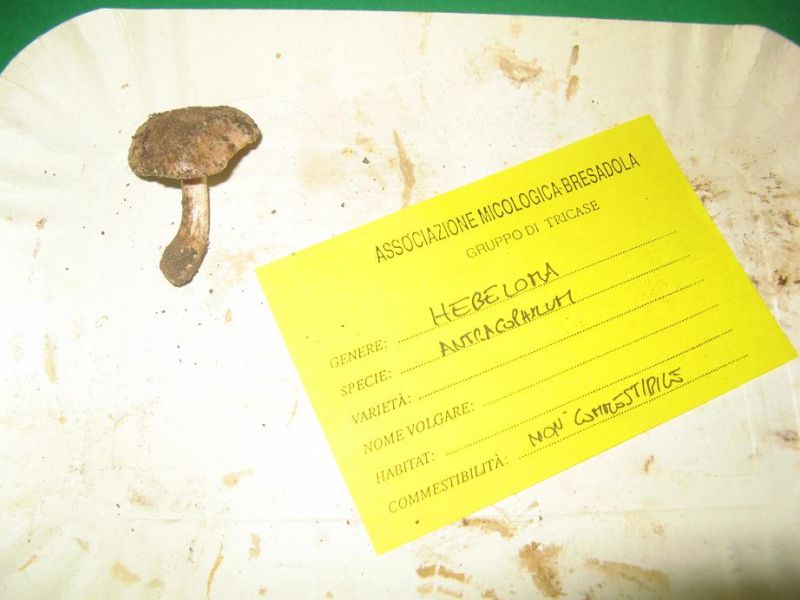 ASSOCIAZIONE MICOLOGICA BRESADOLA
GRUPPO DI TRICASE
GENERE: HEBELOMA
SPECIE: ANTRACOPHILUM
VARIETÀ:
NOME VOLGARE:
HABITAT:
COMMESTIBILITÀ: NON COMMESTIBILE